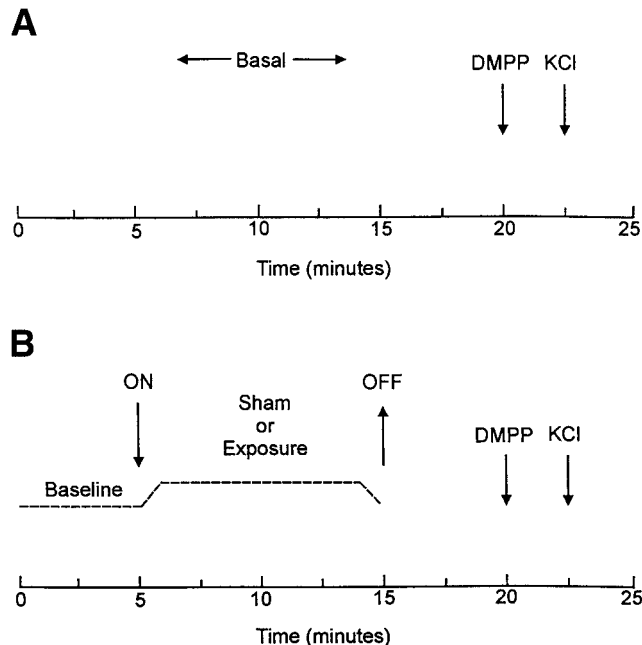 A
Basal
DMPP KCl
0 5 10 15 20 25
Time (minutes)
B
ON OFF
Sham
or
Exposure
DMPP KCl
Baseline
0 5 10 15 20 25
Time (minutes)